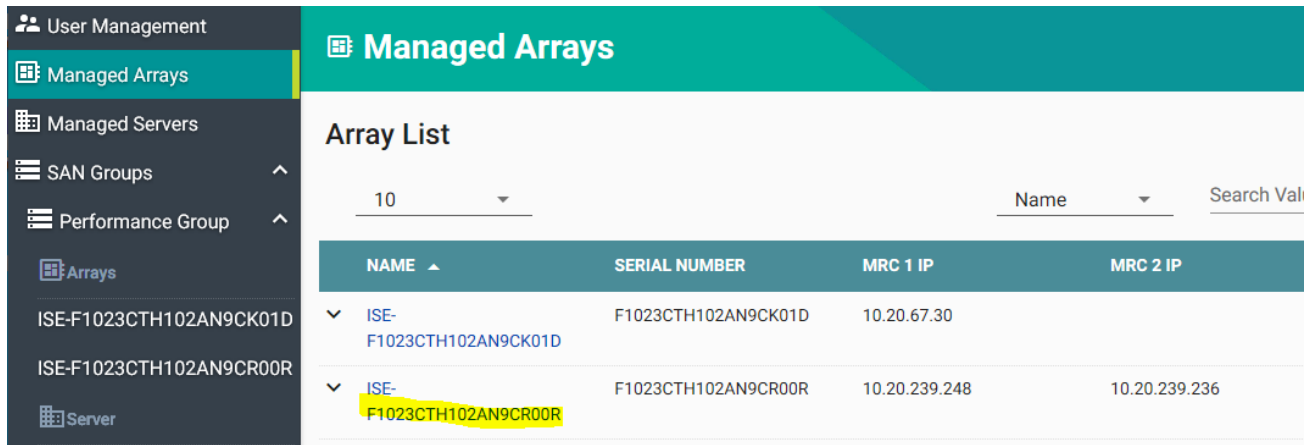 User Management
Managed Arrays
Managed Servers
SAN Groups
Performance Group
Arrays
ISE-F1023CTH102AN9CK01D
ISE-F1023CTH102AN9CR00R
Server
Managed Arrays
Array List
10
Name
Search Val
NAME SERIAL NUMBER MRC 1 IP MRC 2 IP
ISE- F1023CTH102AN9CK01D 10.20.67.30
F1023CTH102AN9CK01D
ISE- F1023CTH102AN9CR00R 10.20.239.248 10.20.239.236
F1023CTH102AN9CR00R